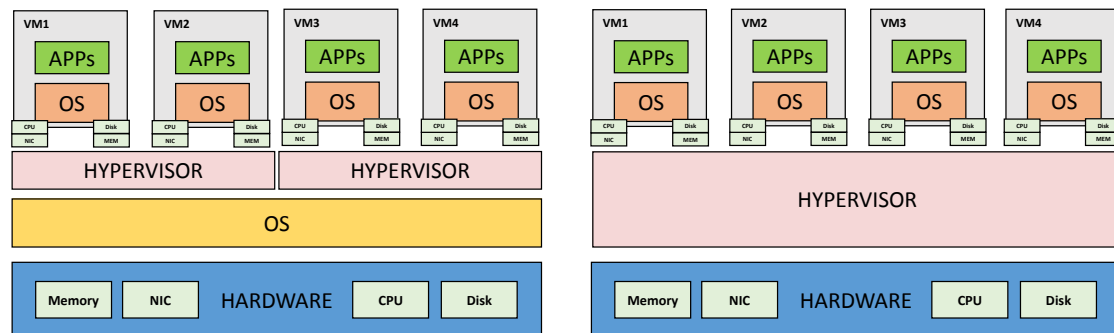 VM1
APPs
OS
CPU
Disk
NIC
MEM
VM2
APPs
OS
CPU
Disk
NIC
MEM
VM3
APPs
OS
CPU
Disk
NIC
MEM
VM4
APPs
OS
CPU
Disk
NIC
MEM
HYPERVISOR
HYPERVISOR
OS
Memory
NIC
HARDWARE
CPU
Disk
VM1
APPs
OS
CPU
Disk
NIC
MEM
VM2
APPs
OS
CPU
Disk
NIC
MEM
VM3
APPs
OS
CPU
Disk
NIC
MEM
VM4
APPs
OS
CPU
Disk
NIC
MEM
HYPERVISOR
Memory
NIC
HARDWARE
CPU
Disk